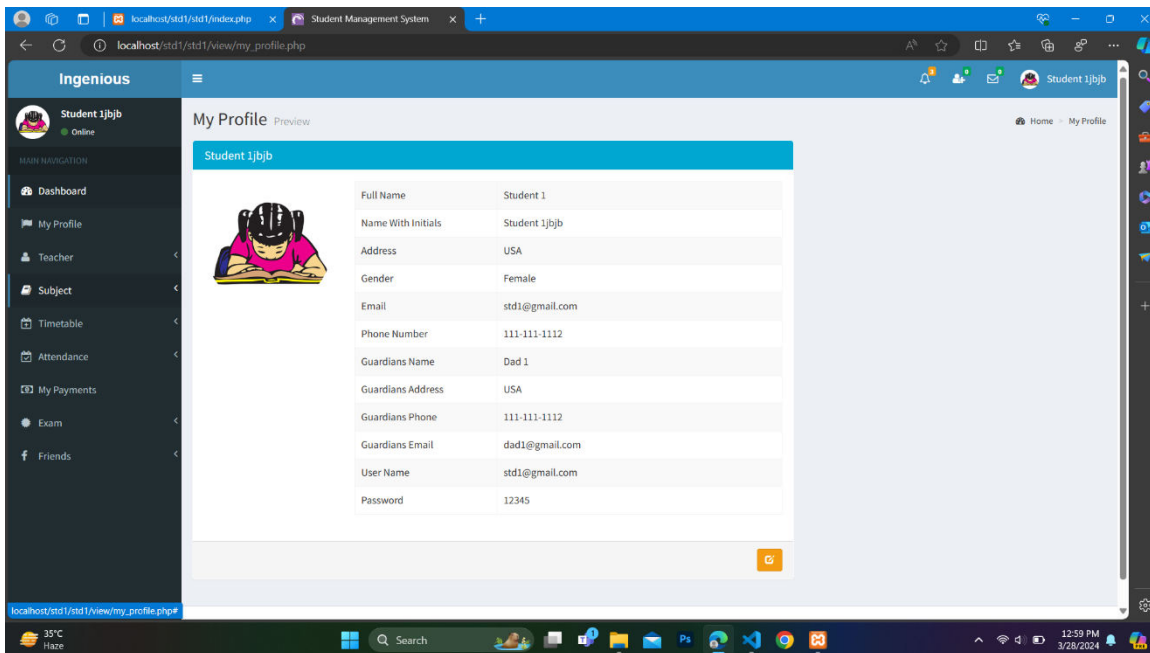 localhost/std1/std1/index.php
Student Management System
localhost/std1/std1/view/my_profile.php
Ingenious
Student 1jbjb
Student 1jbjb
Online
MAIN NAVIGATION
Dashboard
My Profile
Teacher
Subject
Timetable
Attendance
My Payments
Exam
Friends
My Profile Preview
Home > My Profile
Student 1jbjb
Full Name Student 1
Name With Initials Student 1jbjb
Address USA
Gender Female
Email std1@gmail.com
Phone Number 111-111-1112
Guardians Name Dad 1
Guardians Address USA
Guardians Phone 111-111-1112
Guardians Email dad1@gmail.com
User Name std1@gmail.com
Password 12345
localhost/std1/std1/view/my_profile.php#
35°C
Haze
Search
Ps
12:59 PM
3/28/2024